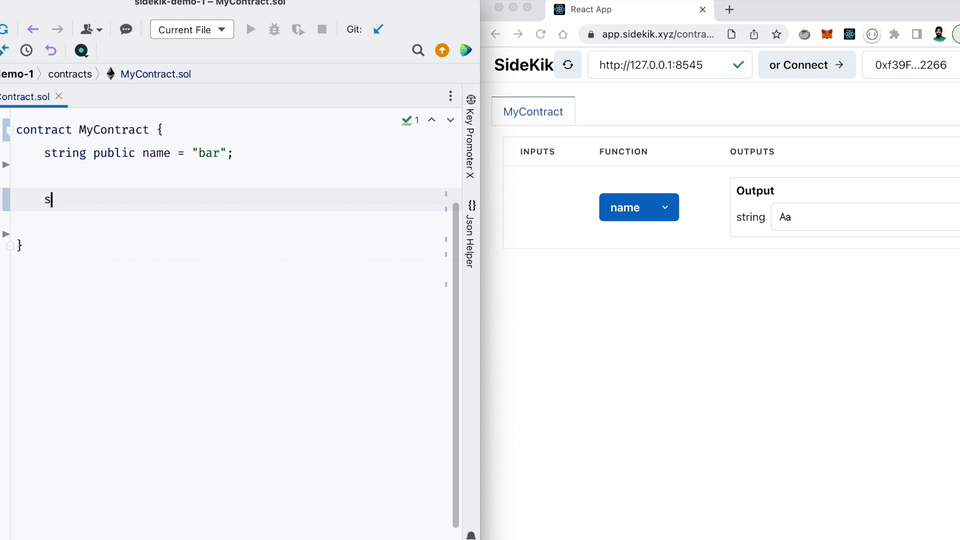 sidekik-demo-1 – MyContract.sol
Current File
Git:
demo-1 contracts MyContract.sol
Contract.sol
1
contract MyContract {
string public name = "bar";
s
}
Key Promoter X
{} Json Helper
React App
app.sidekik.xyz/contra...
SideKik
http://127.0.0.1:8545
or Connect →
0xf39F...2266
MyContract
INPUTS FUNCTION OUTPUTS
name
Output
string Aa